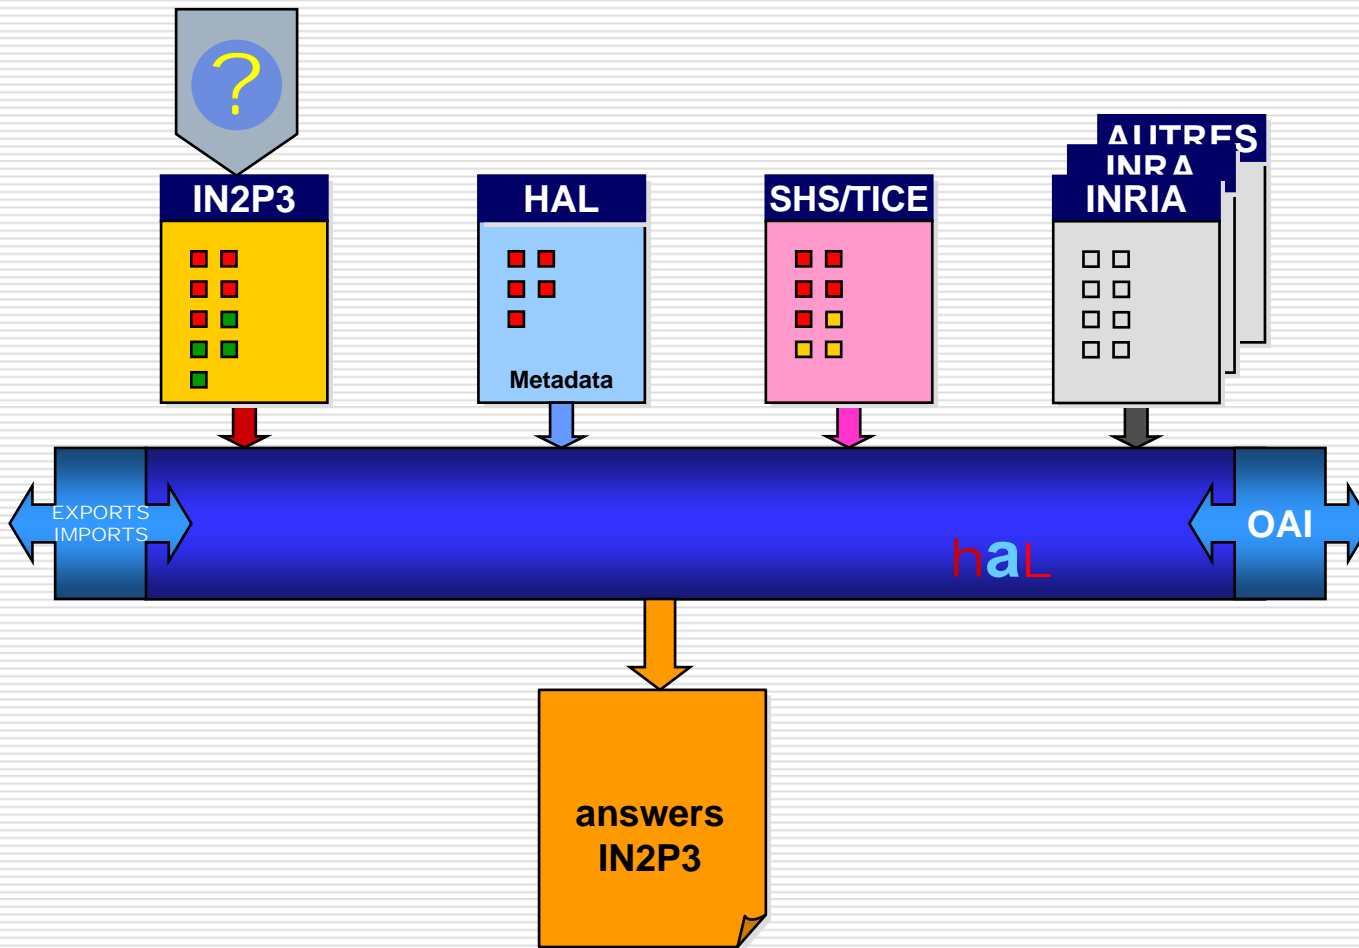 ?
AUTRES
INRA
IN2P3
HAL
SHS/TICE
INRIA
Metadata
EXPORTS
IMPORTS
haL
OAI
answers
IN2P3